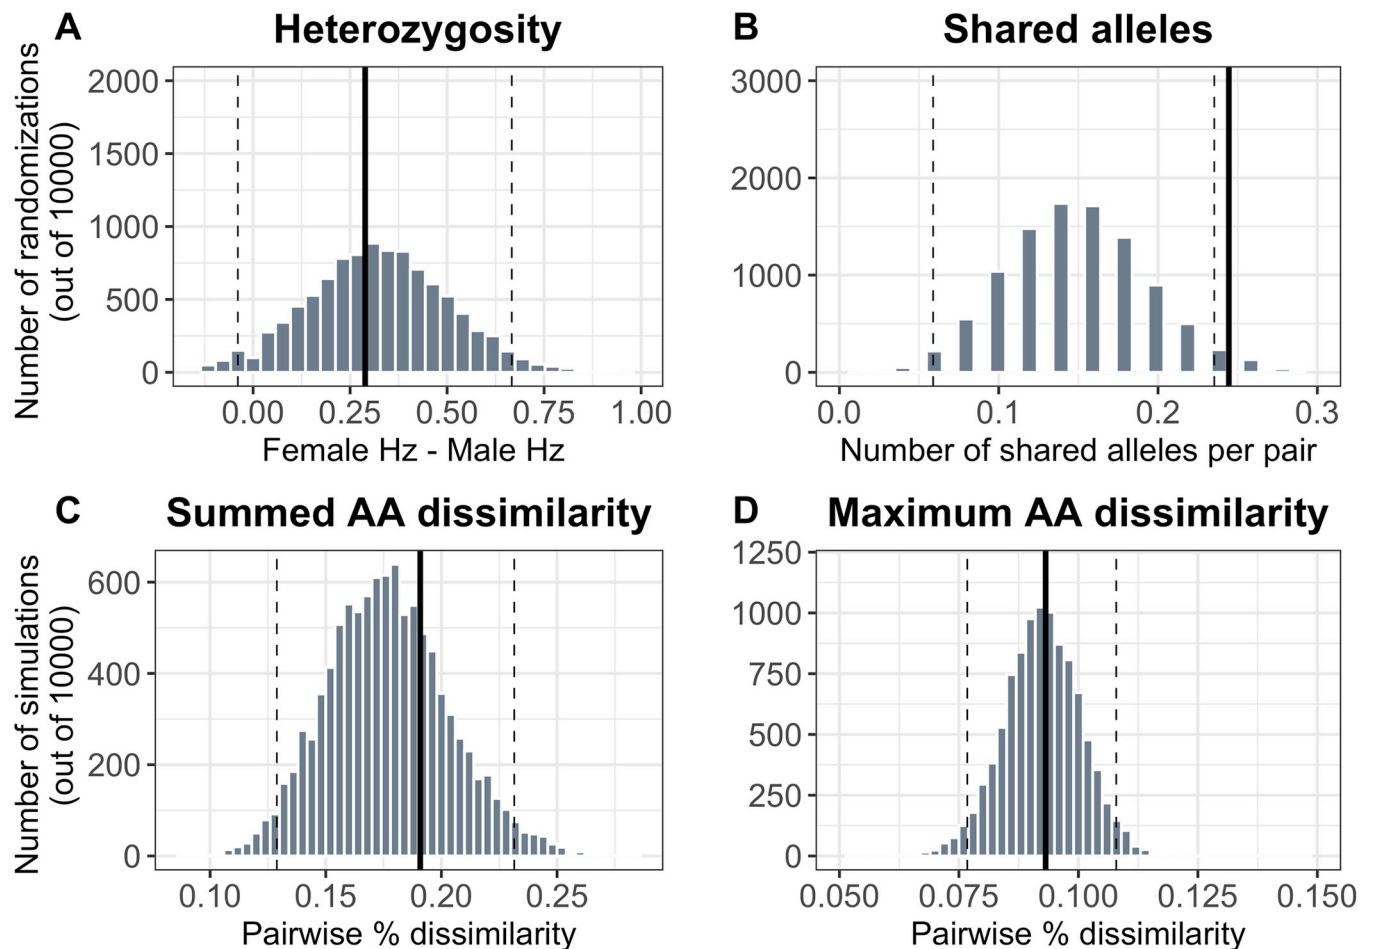 A Heterozygosity
Number of randomizations
(out of 10000)
2000
1500
1000
500
0
0.00 0.25 0.50 0.75 1.00
Female Hz - Male Hz
B Shared alleles
3000
2000
1000
0
0.0 0.1 0.2 0.3
Number of shared alleles per pair
C Summed AA dissimilarity
Number of simulations
(out of 10000)
600
400
200
0
0.10 0.15 0.20 0.25
Pairwise % dissimilarity
D Maximum AA dissimilarity
1250
1000
750
500
250
0
0.050 0.075 0.100 0.125 0.150
Pairwise % dissimilarity